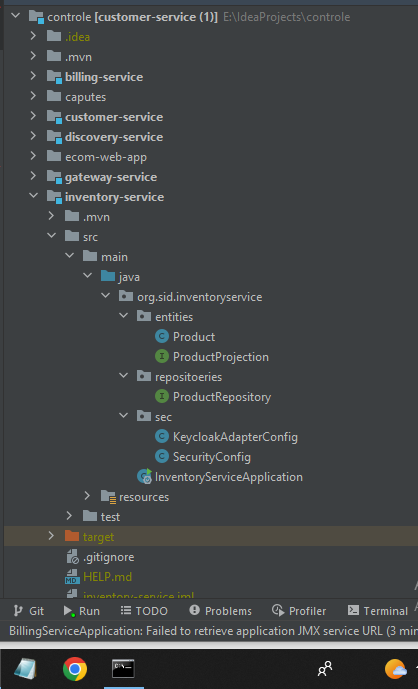 controle [customer-service (1)] E:\IdeaProjects\controle
.idea
.mvn
billing-service
caputes
customer-service
discovery-service
ecom-web-app
gateway-service
inventory-service
.mvn
src
main
java
org.sid.inventoryservice
entities
Product
ProductProjection
repositoeries
ProductRepository
sec
KeycloakAdapterConfig
SecurityConfig
InventoryServiceApplication
resources
test
target
.gitignore
HELP.md
inventory-service.iml
Git Run TODO Problems Profiler Terminal
BillingServiceApplication: Failed to retrieve application JMX service URL (3 min